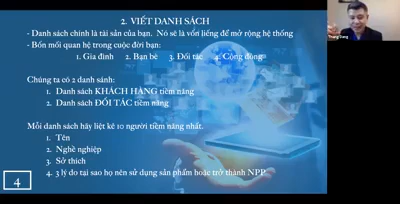 2. VIẾT DANH SÁCH
- Danh sách chính là tài sản của bạn. Nó sẽ là vốn liếng để mở rộng hệ thống
- Bốn mối quan hệ trong cuộc đời bạn:
1. Gia đình 2. Bạn bè 3. Đối tác 4. Cộng đồng
Chúng ta có 2 danh sánh:
1. Danh sách KHÁCH HÀNG tiềm năng
2. Danh sách ĐỐI TÁC tiềm năng
Mỗi danh sách hãy liệt kê 10 người tiềm năng nhất.
1. Tên
2. Nghề nghiệp
3. Sở thích
4. 3 lý do tại sao họ nên sử dụng sản phẩm hoặc trở thành NPP
4